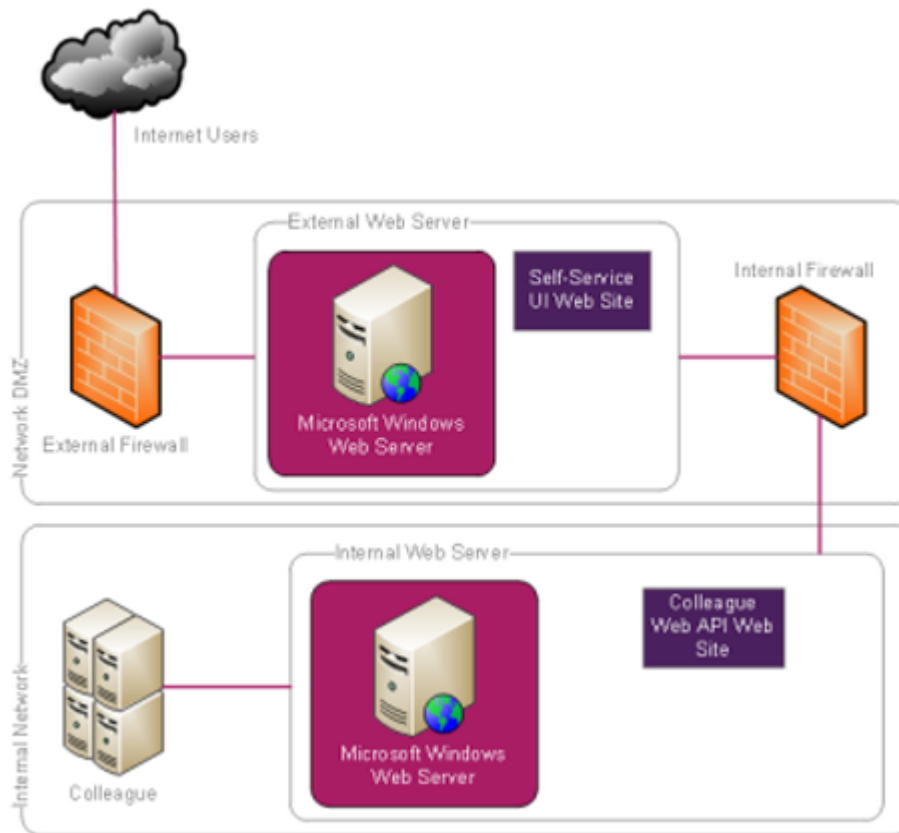 Internet Users
External Web Server
Self-Service
UI Web Site
Internal Firewall
Microsoft Windows
Web Server
External Firewall
Network DMZ
Internal Web Server
Colleague
Web API Web
Site
Microsoft Windows
Web Server
Colleague
Internal Network